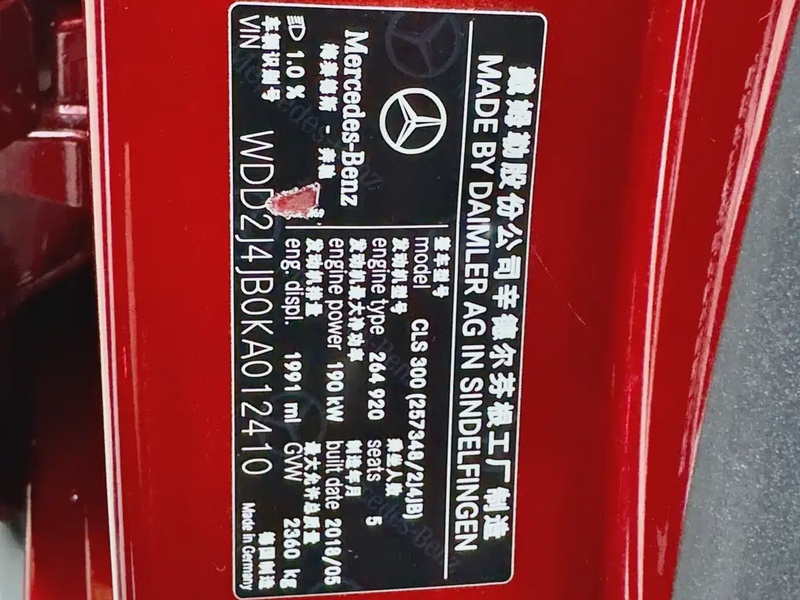 戴姆勒股份公司辛德尔芬根工厂制造
MADE BY DAIMLER AG IN SINDELFINGEN
Mercedes-Benz
梅赛德斯 - 奔驰
1.0 %
整车型号
model CLS 300 (257348/2J4JB)
发动机型号 乘坐人数
engine type 264 920 seats 5
发动机最大净功率 制造年月
engine power 190 kW built date 2018/05
发动机排量 最大允许总质量
eng. displ. 1991 ml GVW 2360 kg
车辆识别号 德国制造
VIN WDD2J4JB0KA012410 Made in Germany